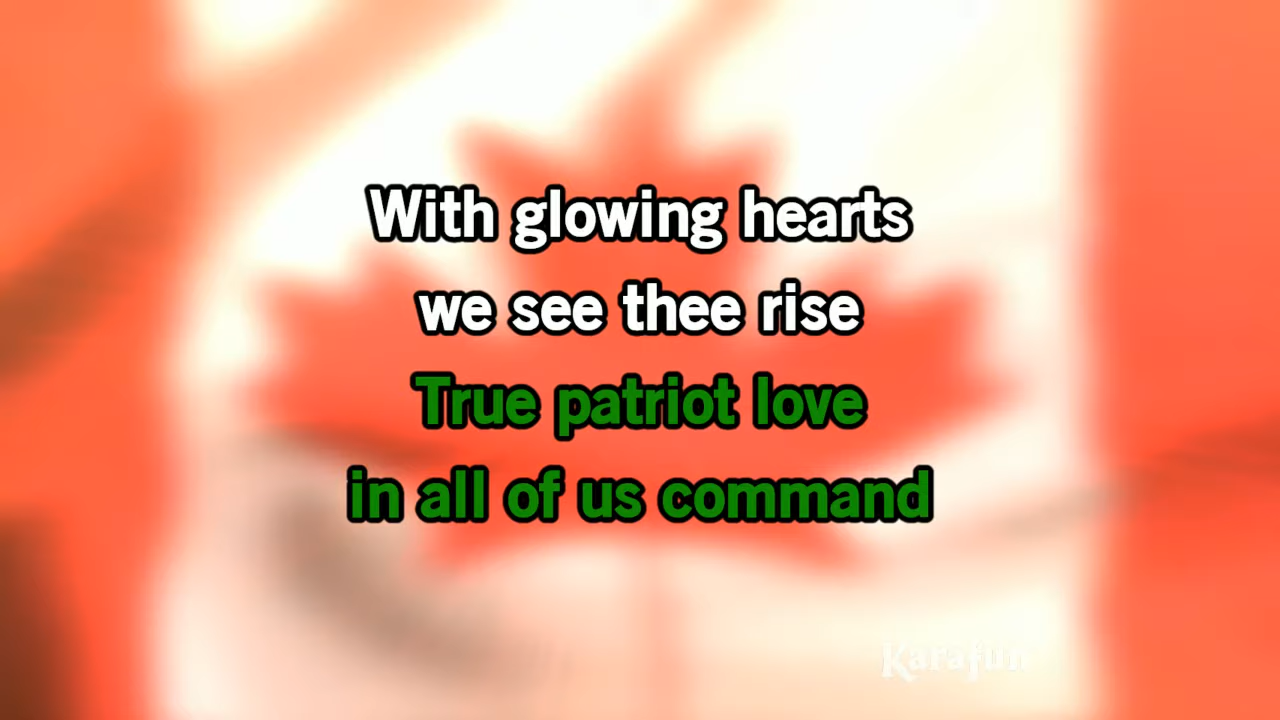 With glowing hearts
we see thee rise
True patriot love
in all of us command
Karafun